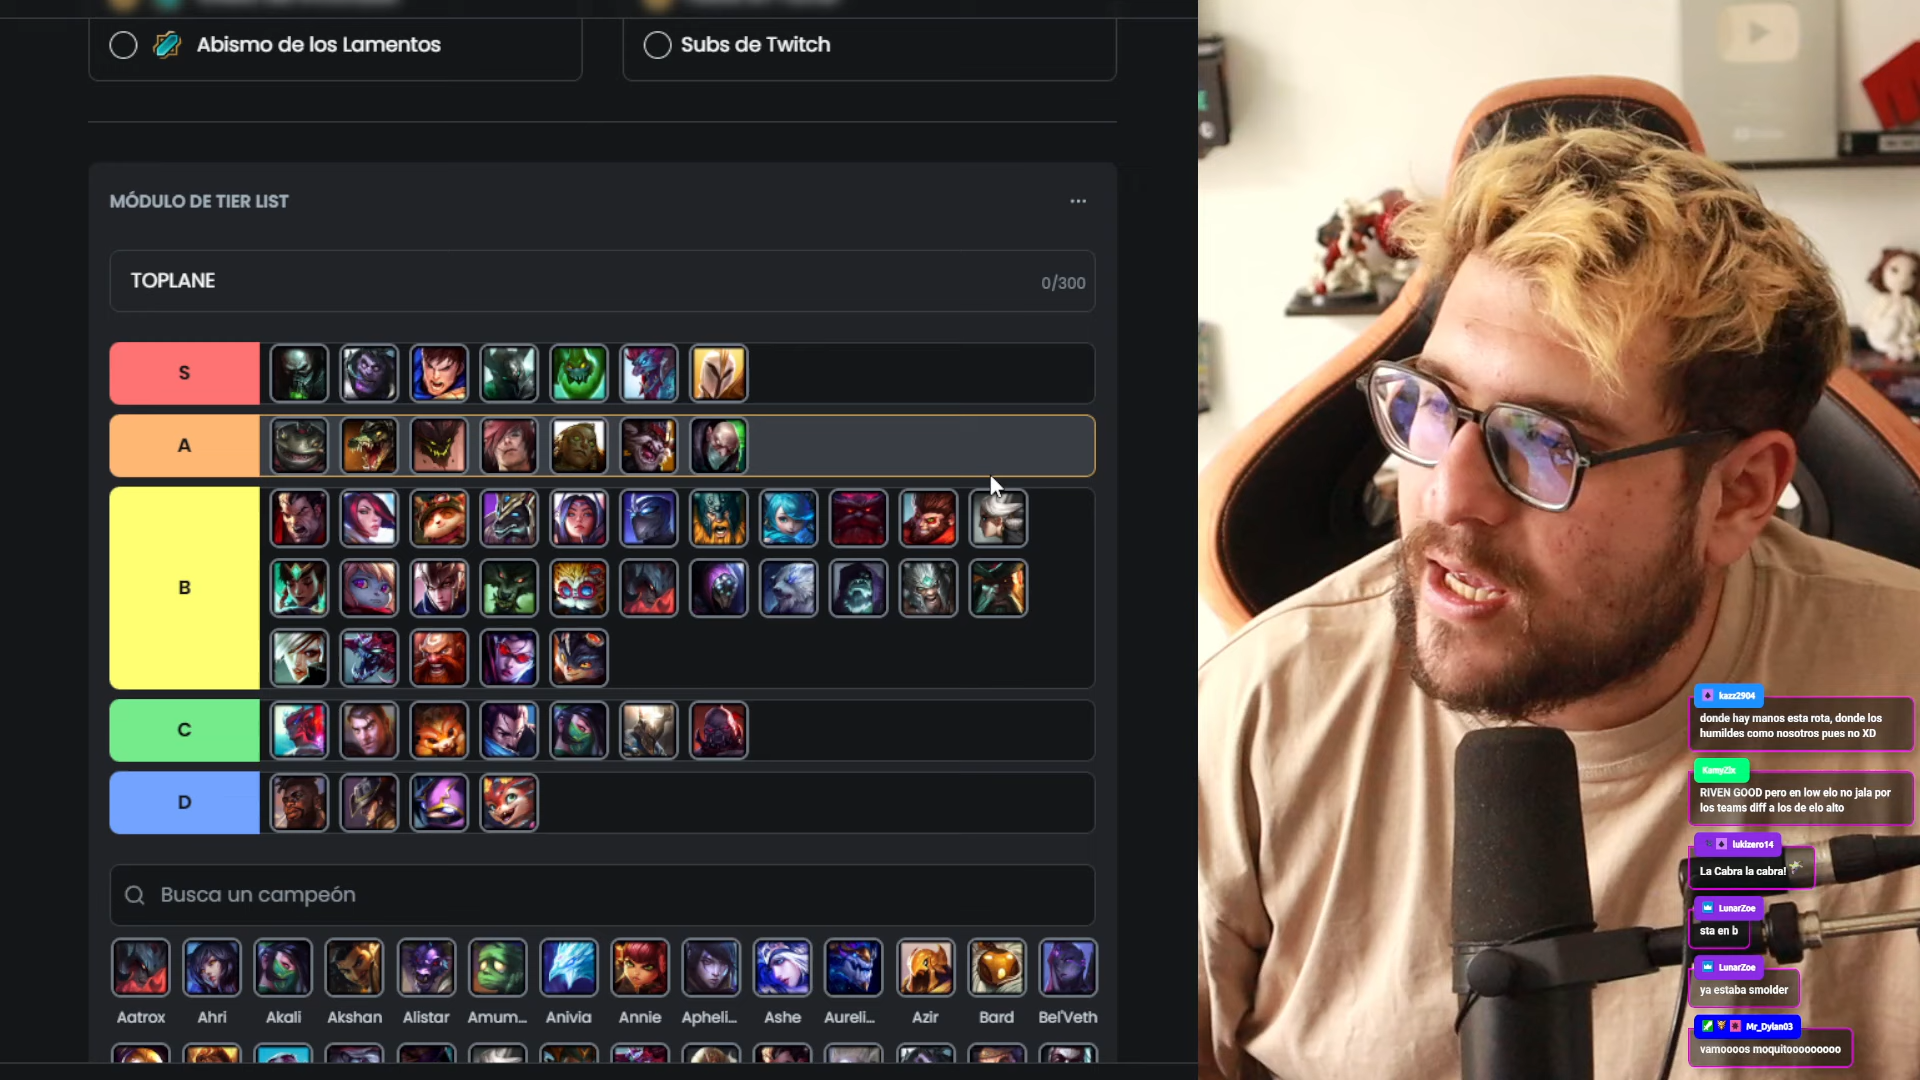 Abismo de los Lamentos
Subs de Twitch
MÓDULO DE TIER LIST
TOPLANE
0/300
S
A
B
C
D
Busca un campeón
Aatrox
Ahri
Akali
Akshan
Alistar
Amum...
Anivia
Annie
Apheli...
Ashe
Aureli...
Azir
Bard
Bel'Veth
kazz2904
donde hay manos esta rota, donde los
humildes como nosotros pues no XD
RIVEN GOOD pero en low elo no jala por
los teams diff a los de elo alto
lukizero14
La Cabra la cabra!
LunarZoe
sta en b
LunarZoe
ya estaba smolder
Mr_Dylan03
vamoooos moquitooooooooo